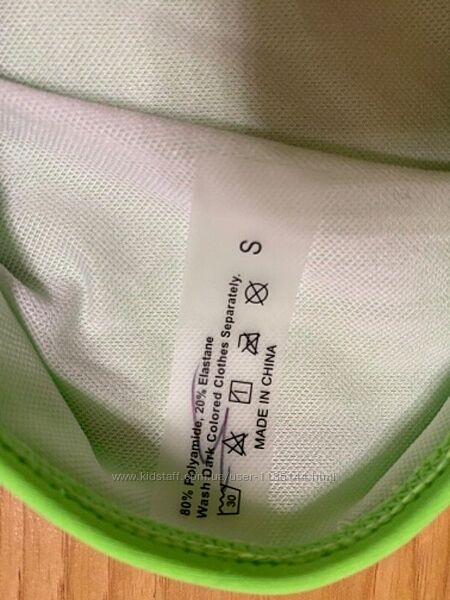 80% Polyamide, 20% Elastane
Wash Dark Colored Clothes Separately.
30
MADE IN CHINA
S